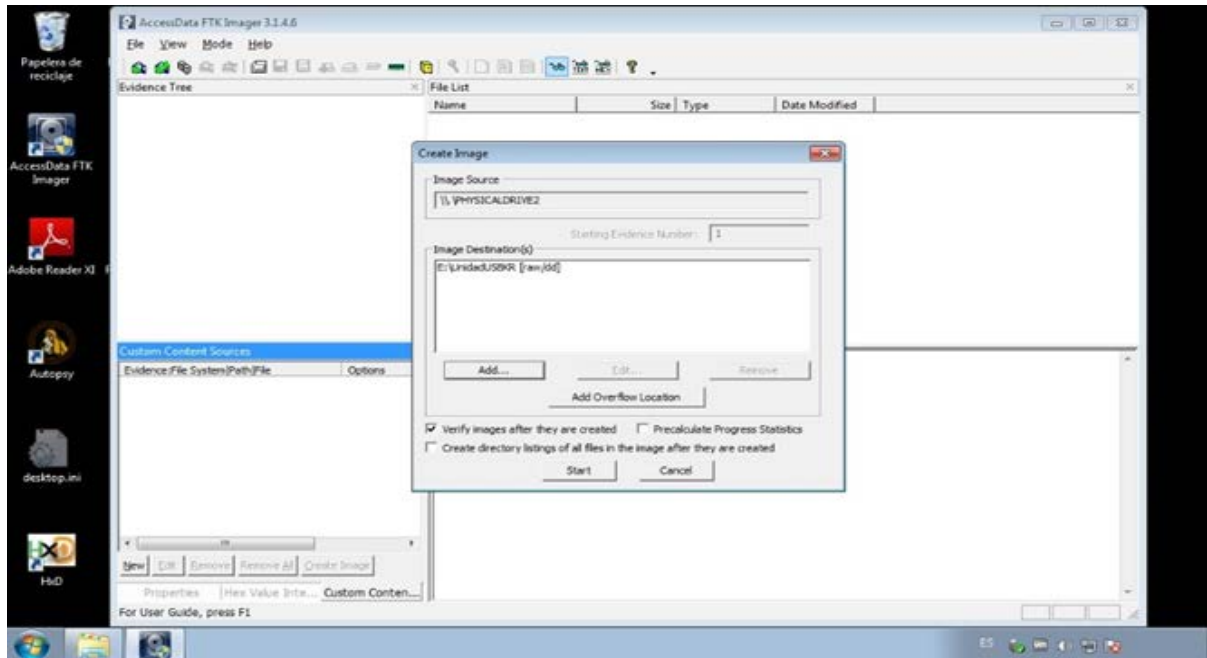 Papelera de
reciclaje
AccessData FTK
Imager
Adobe Reader XI
Autopsy
desktop.ini
HxD
AccessData FTK Imager 3.1.4.6
File View Mode Help
Evidence Tree
File List
Name Size Type Date Modified
Custom Content Sources
Evidence:File System|Path|File Options
New Edit Remove Remove All Create Image
Properties Hex Value Inte... Custom Conten...
For User Guide, press F1
Create Image
Image Source
\\.\PHYSICALDRIVE2
Starting Evidence Number: 1
Image Destination(s)
E:\UnidadUSBKR [raw/dd]
Add... Edit... Remove
Add Overflow Location
Verify images after they are created Precalculate Progress Statistics
Create directory listings of all files in the image after they are created
Start Cancel
ES